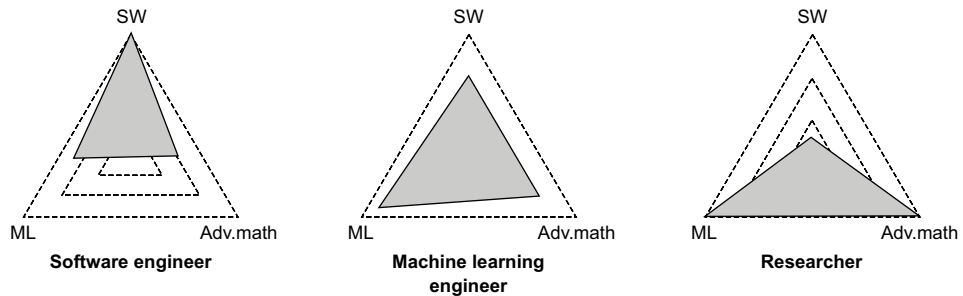 SW
SW
SW
ML
Adv.math
ML
Adv.math
ML
Adv.math
Software engineer
Machine learning
engineer
Researcher